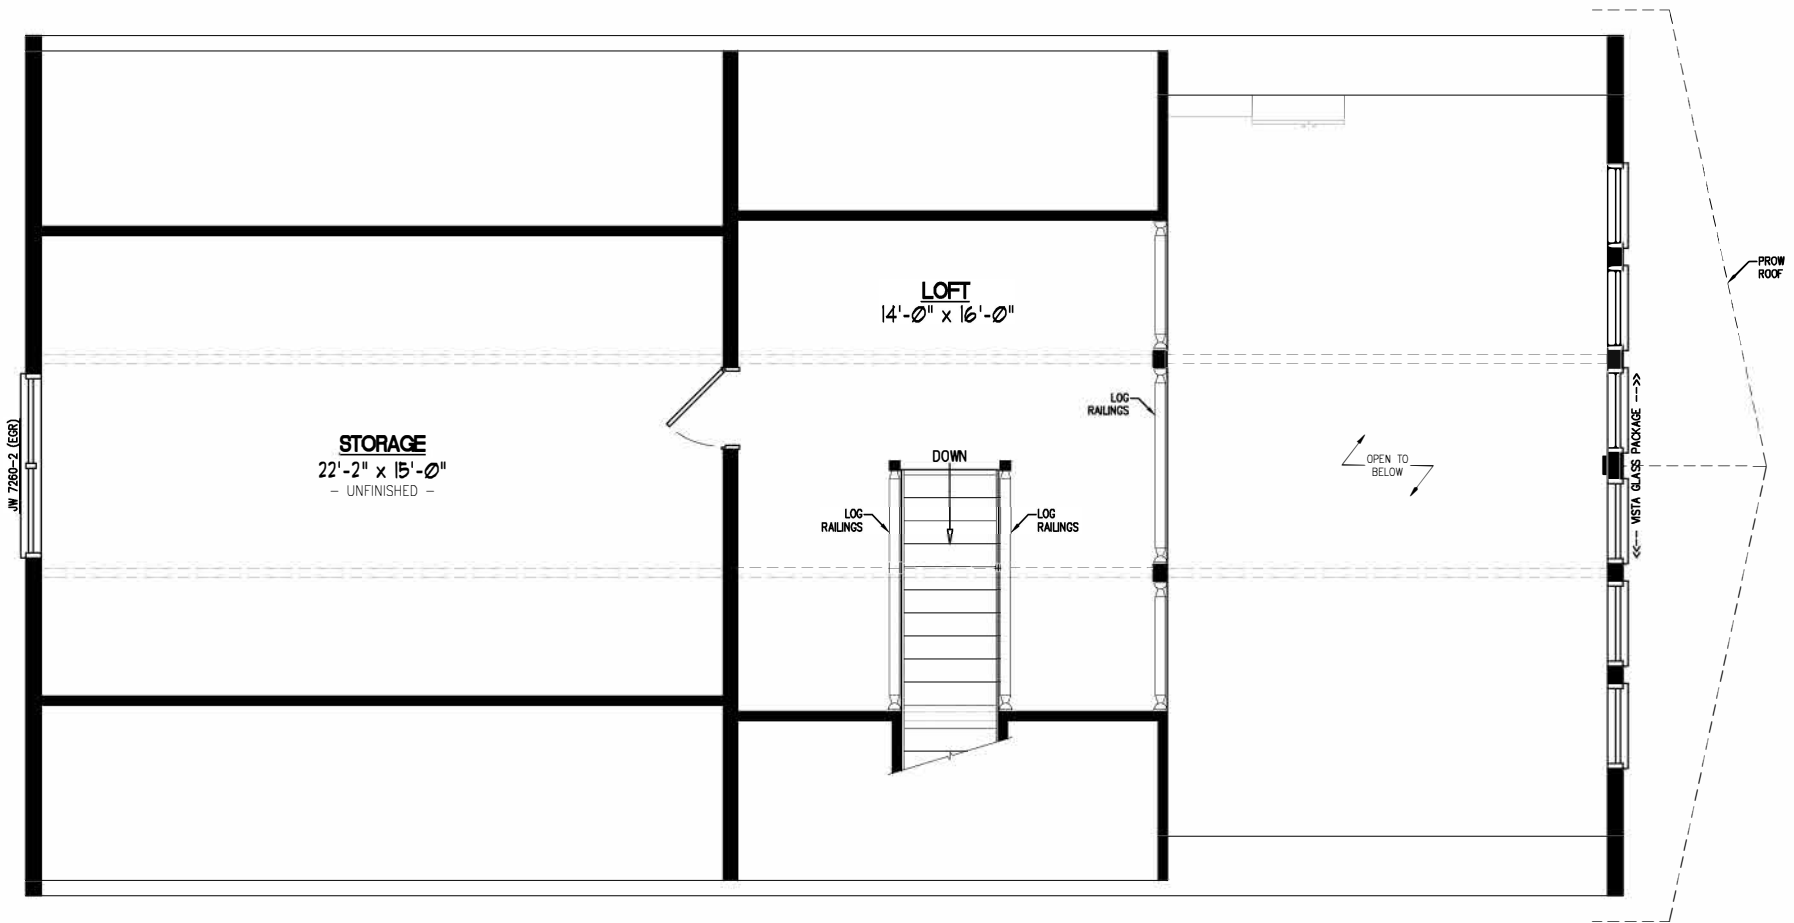 PROW
ROOF
LOFT
14'-0" x 16'-0"
LOG
RAILINGS
STORAGE
22'-2" x 15'-0"
- UNFINISHED -
JW 7260-2 (EGR)
DOWN
OPEN TO
BELOW
<<-- VISTA GLASS PACKAGE -->>
LOG
RAILINGS
LOG
RAILINGS